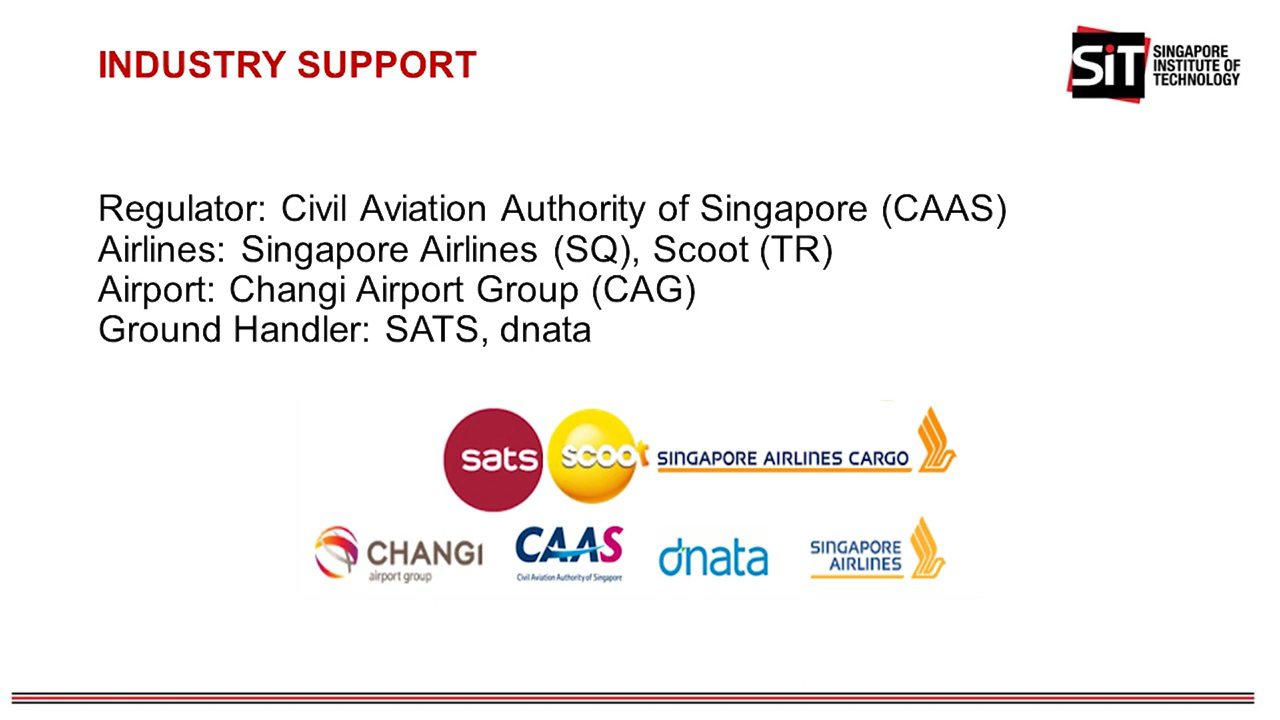 INDUSTRY SUPPORT
SiT SINGAPORE
INSTITUTE OF
TECHNOLOGY
Regulator: Civil Aviation Authority of Singapore (CAAS)
Airlines: Singapore Airlines (SQ), Scoot (TR)
Airport: Changi Airport Group (CAG)
Ground Handler: SATS, dnata
sats
scoot
SINGAPORE AIRLINES CARGO
CHANGI
airport group
CAAS
Civil Aviation Authority of Singapore
dnata
SINGAPORE
AIRLINES